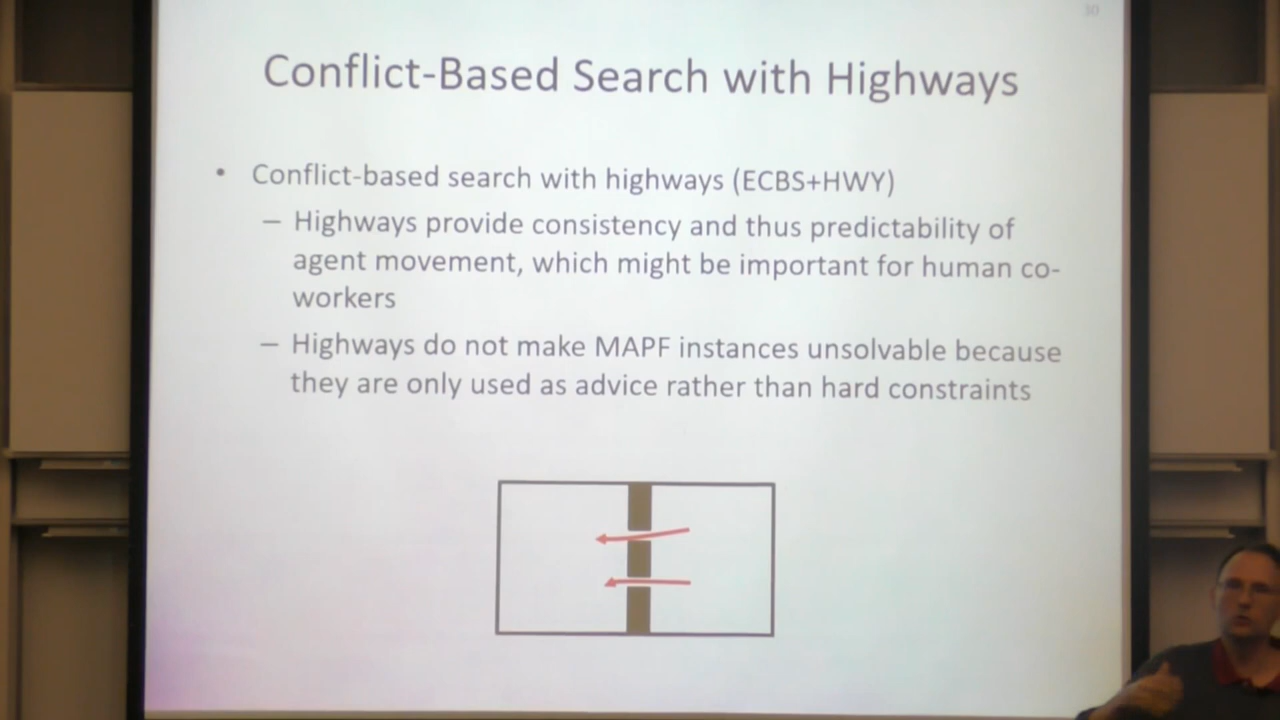 30
Conflict-Based Search with Highways
• Conflict-based search with highways (ECBS+HWY)
– Highways provide consistency and thus predictability of
agent movement, which might be important for human co-
workers
– Highways do not make MAPF instances unsolvable because
they are only used as advice rather than hard constraints